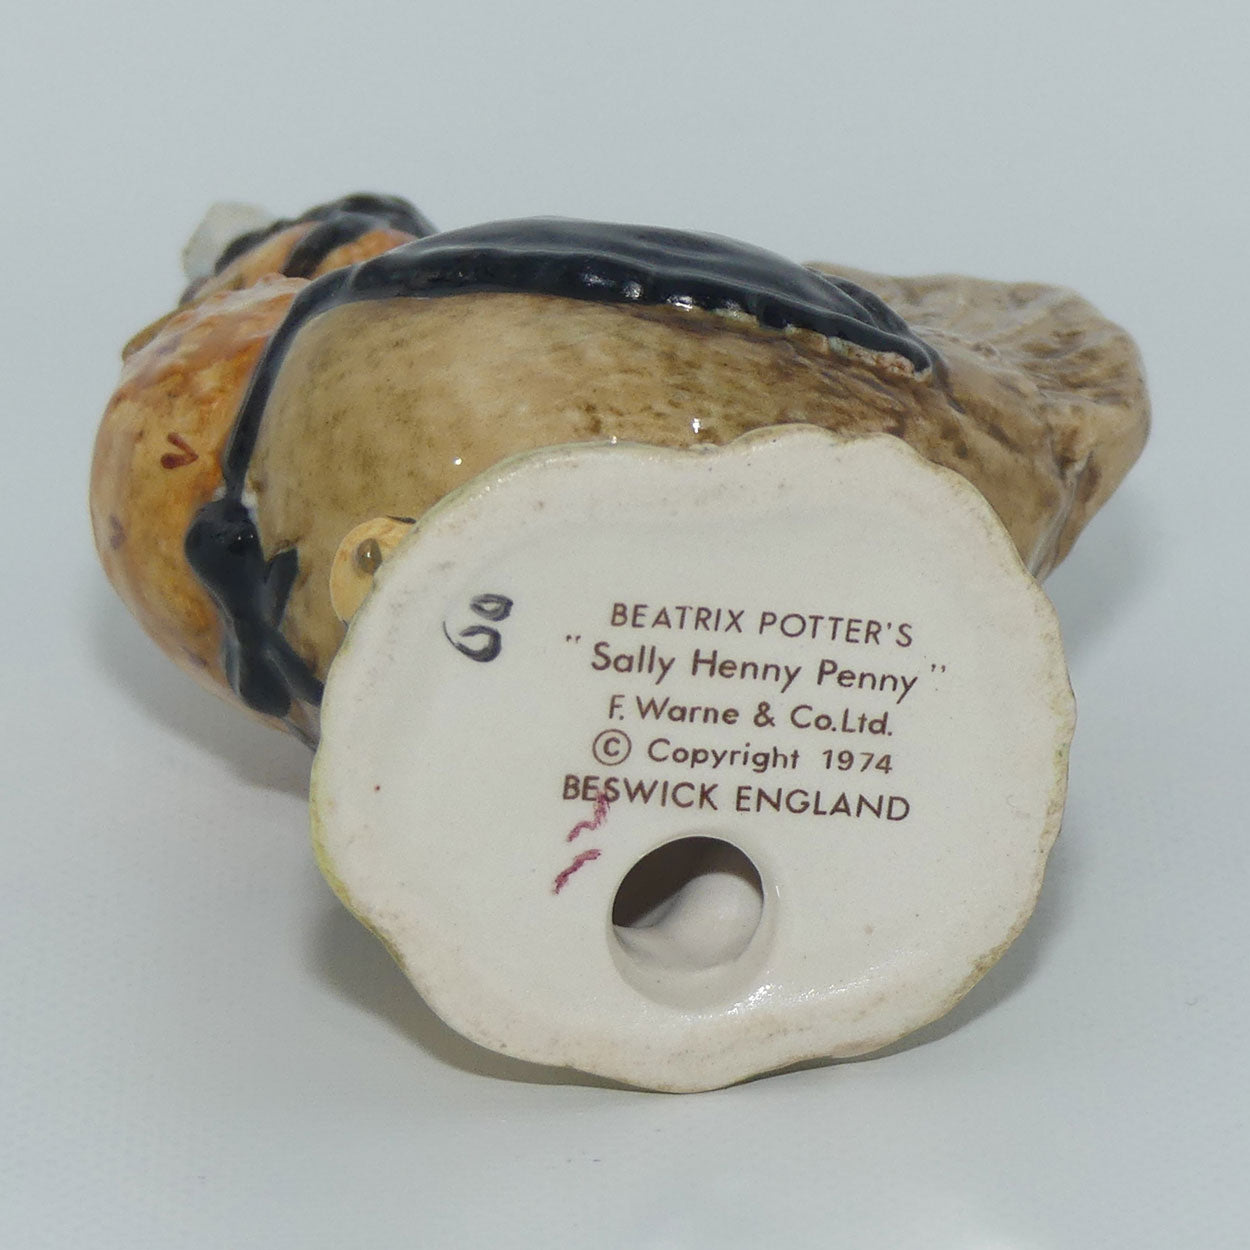 BEATRIX POTTER'S
"Sally Henny Penny"
F. Warne & Co.Ltd.
© Copyright 1974
BESWICK ENGLAND